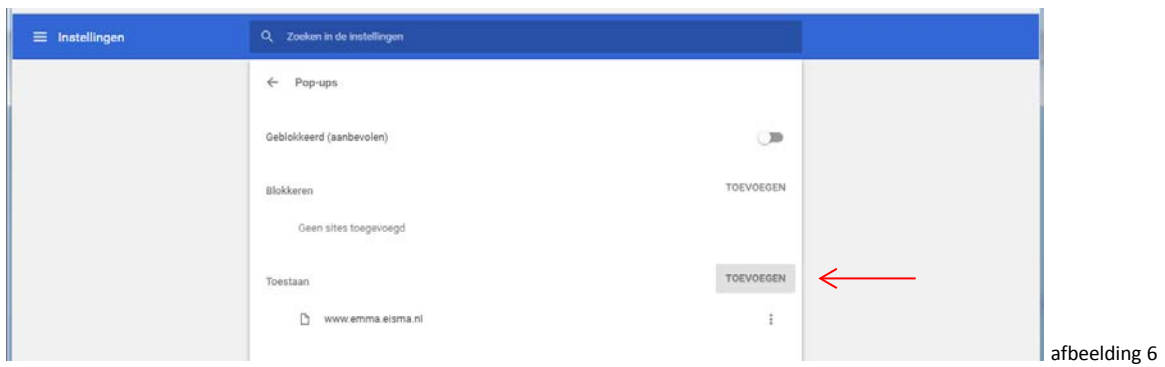 Instellingen
Zoeken in de instellingen
Pop-ups
Geblokkeerd (aanbevolen)
Blokkeren
TOEVOEGEN
Geen sites toegevoegd
Toestaan
TOEVOEGEN
www.emma.eisma.nl
afbeelding 6